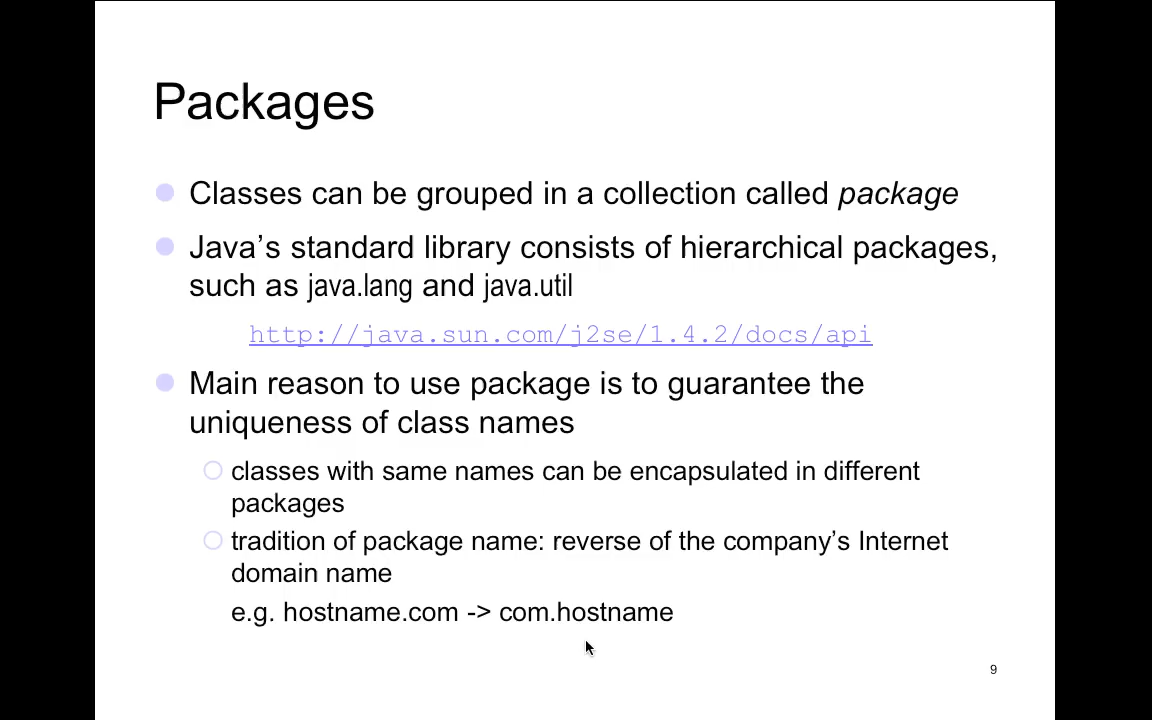 Packages
Classes can be grouped in a collection called package
Java’s standard library consists of hierarchical packages,
such as java.lang and java.util
http://java.sun.com/j2se/1.4.2/docs/api
Main reason to use package is to guarantee the
uniqueness of class names
classes with same names can be encapsulated in different
packages
tradition of package name: reverse of the company’s Internet
domain name
e.g. hostname.com -> com.hostname
9